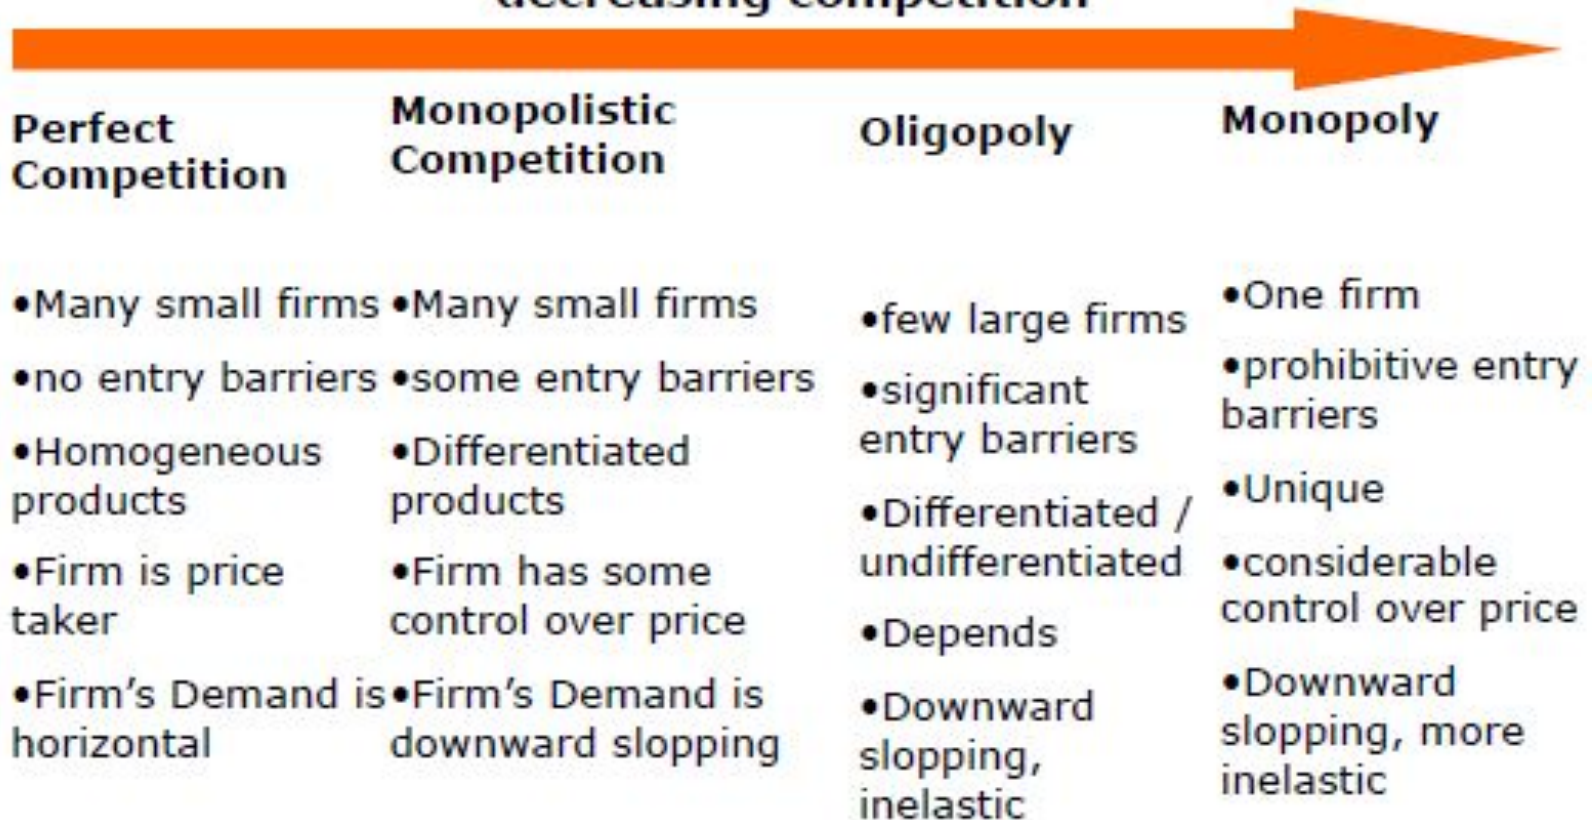 decreasing competition
Perfect
Competition
•Many small firms
•no entry barriers
•Homogeneous
products
•Firm is price
taker
•Firm's Demand is
horizontal
Monopolistic
Competition
•Many small firms
•some entry barriers
•Differentiated
products
•Firm has some
control over price
•Firm's Demand is
downward slopping
Oligopoly
•few large firms
•significant
entry barriers
•Differentiated /
undifferentiated
•Depends
•Downward
slopping,
inelastic
Monopoly
•One firm
•prohibitive entry
barriers
•Unique
•considerable
control over price
•Downward
slopping, more
inelastic